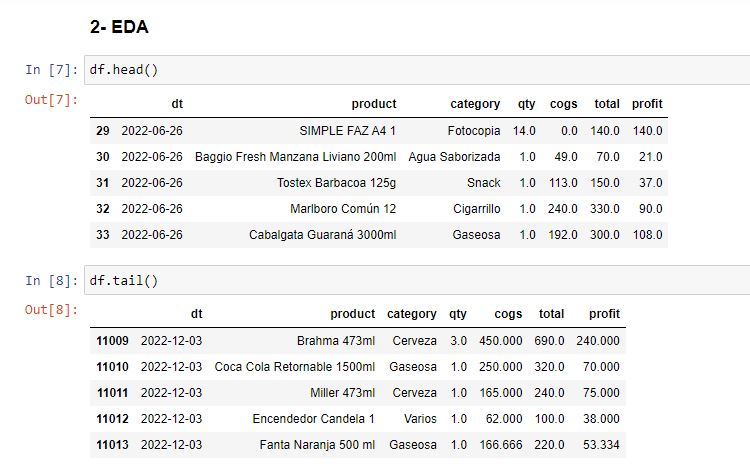 2- EDA
In [7]: df.head()
Out[7]:
dt product category qty cogs total profit
29 2022-06-26 SIMPLE FAZ A4 1 Fotocopia 14.0 0.0 140.0 140.0
30 2022-06-26 Baggio Fresh Manzana Liviano 200ml Agua Saborizada 1.0 49.0 70.0 21.0
31 2022-06-26 Tostex Barbacoa 125g Snack 1.0 113.0 150.0 37.0
32 2022-06-26 Marlboro Común 12 Cigarrillo 1.0 240.0 330.0 90.0
33 2022-06-26 Cabalgata Guaraná 3000ml Gaseosa 1.0 192.0 300.0 108.0
In [8]: df.tail()
Out[8]:
dt product category qty cogs total profit
11009 2022-12-03 Brahma 473ml Cerveza 3.0 450.000 690.0 240.000
11010 2022-12-03 Coca Cola Retornable 1500ml Gaseosa 1.0 250.000 320.0 70.000
11011 2022-12-03 Miller 473ml Cerveza 1.0 165.000 240.0 75.000
11012 2022-12-03 Encendedor Candela 1 Varios 1.0 62.000 100.0 38.000
11013 2022-12-03 Fanta Naranja 500 ml Gaseosa 1.0 166.666 220.0 53.334